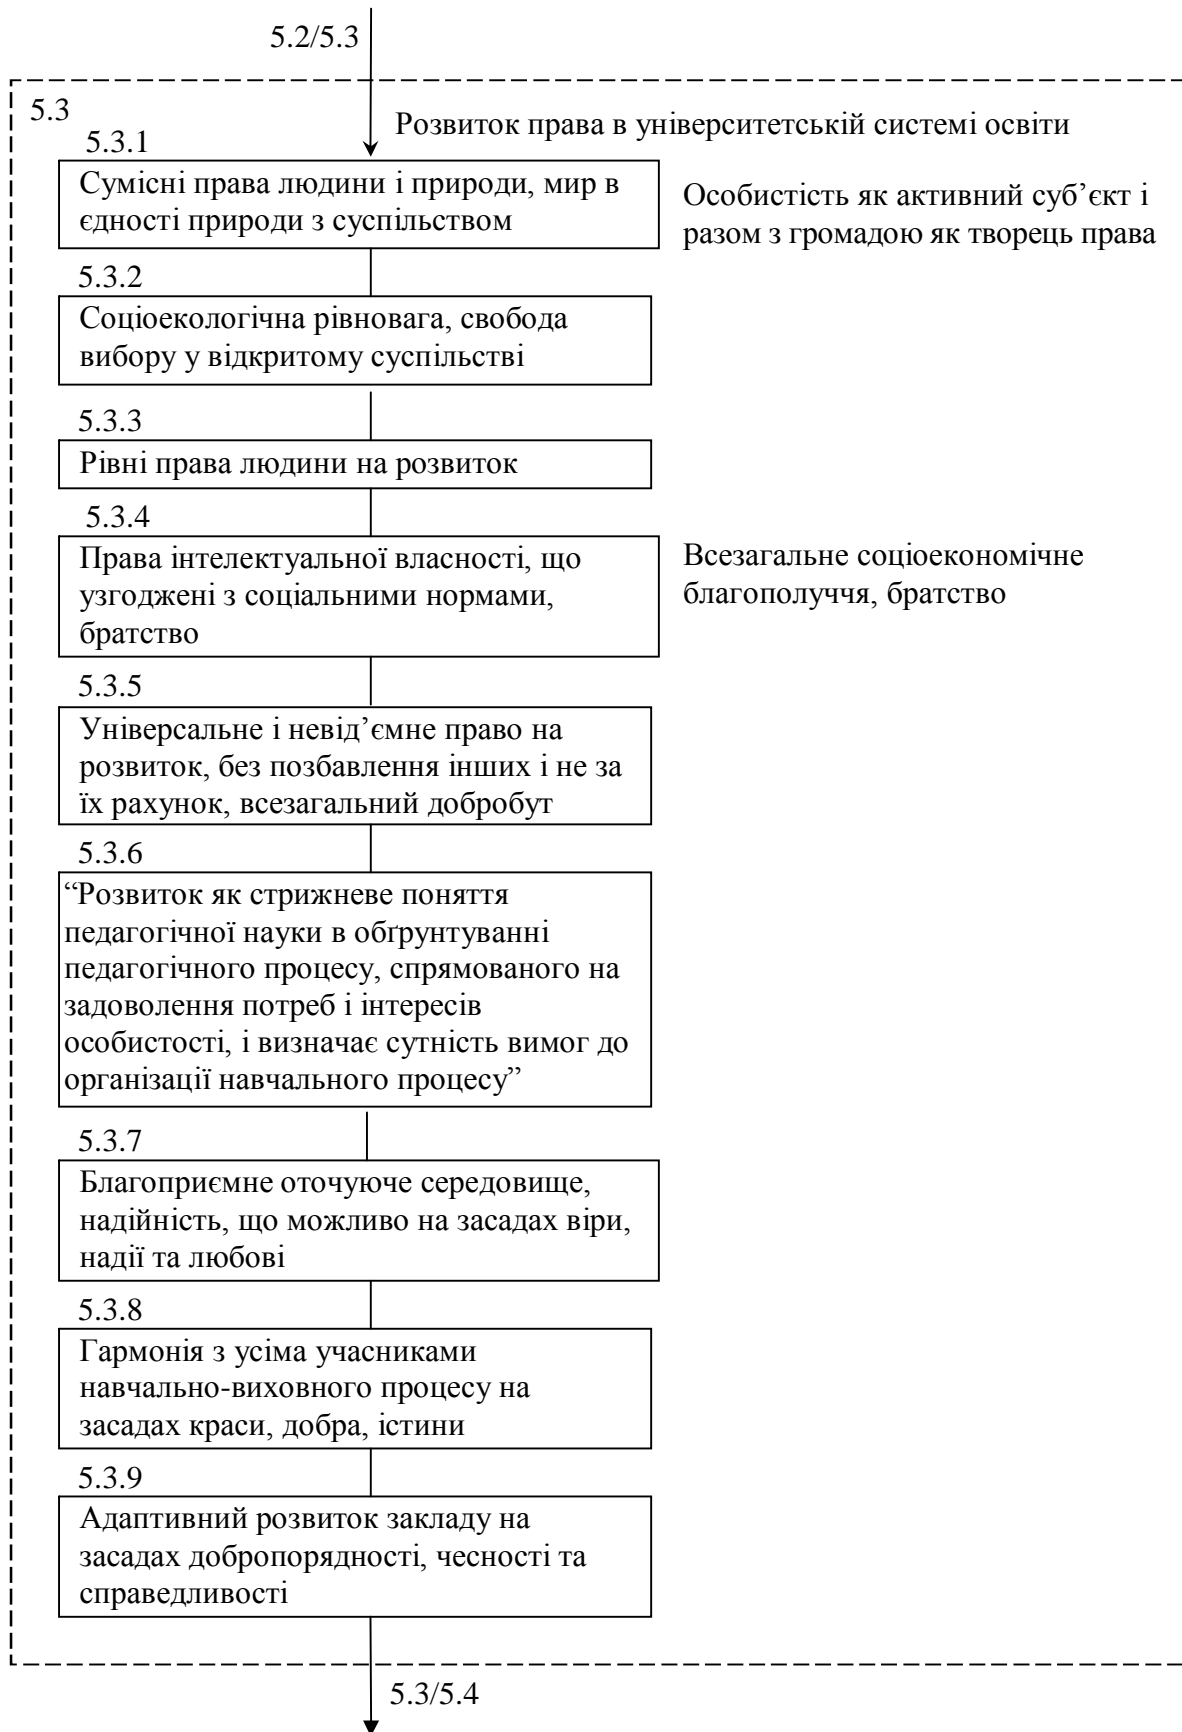 5.2/5.3
5.3
Розвиток права в університетській системі освіти
5.3.1
Сумісні права людини і природи, мир в
єдності природи з суспільством
Особистість як активний суб’єкт і
разом з громадою як творець права
5.3.2
Соціоекологічна рівновага, свобода
вибору у відкритому суспільстві
5.3.3
Рівні права людини на розвиток
5.3.4
Права інтелектуальної власності, що
узгоджені з соціальними нормами,
братство
Всезагальне соціоекономічне
благополуччя, братство
5.3.5
Універсальне і невід’ємне право на
розвиток, без позбавлення інших і не за
їх рахунок, всезагальний добробут
5.3.6
“Розвиток як стрижневе поняття
педагогічної науки в обґрунтуванні
педагогічного процесу, спрямованого на
задоволення потреб і інтересів
особистості, і визначає сутність вимог до
організації навчального процесу”
5.3.7
Благоприємне оточуюче середовище,
надійність, що можливо на засадах віри,
надії та любові
5.3.8
Гармонія з усіма учасниками
навчально-виховного процесу на
засадах краси, добра, істини
5.3.9
Адаптивний розвиток закладу на
засадах добропорядності, чесності та
справедливості
5.3/5.4